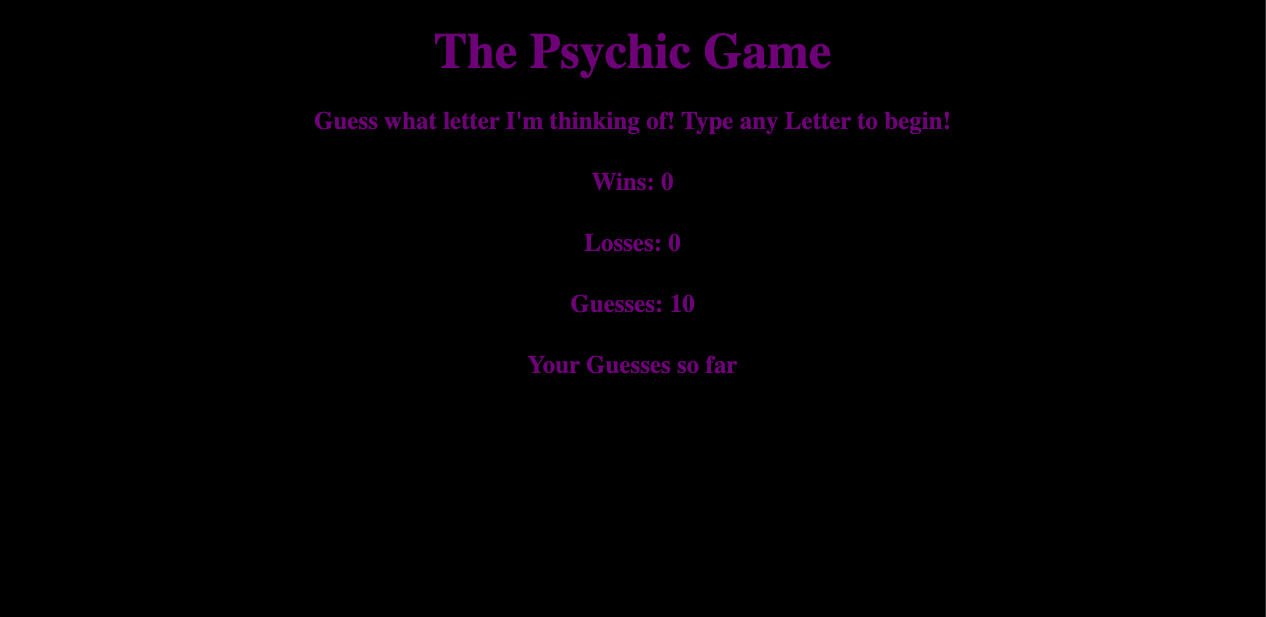 The Psychic Game
Guess what letter I'm thinking of! Type any Letter to begin!
Wins: 0
Losses: 0
Guesses: 10
Your Guesses so far